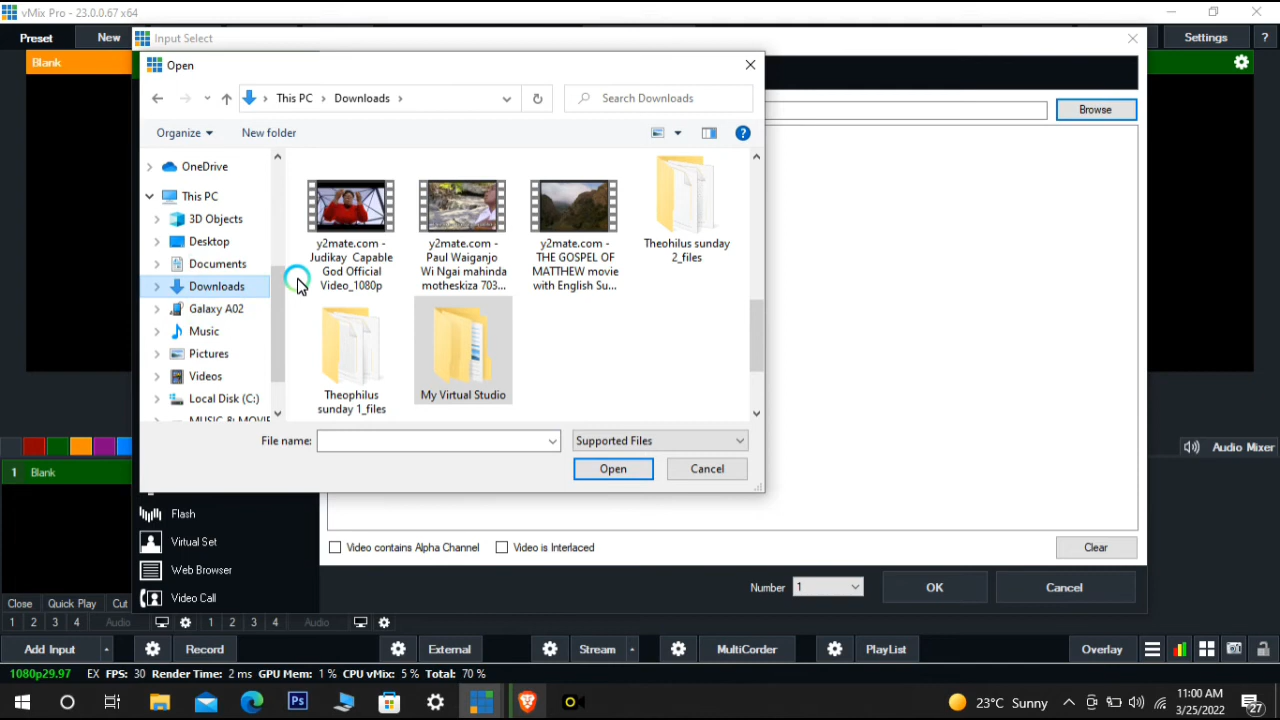 vMix Pro - 23.0.0.67 x64
Preset
New
Input Select
Settings
?
Blank
Open
This PC
Downloads
Search Downloads
Browse
Organize
New folder
OneDrive
This PC
3D Objects
Desktop
Documents
Downloads
Galaxy A02
Music
Pictures
Videos
Local Disk (C:)
MUSIC & MOVIE
y2mate.com -
Judikay Capable
God Official
Video_1080p
y2mate.com -
Paul Waiganjo
Wi Ngai mahinda
motheskiza 703...
y2mate.com -
THE GOSPEL OF
MATTHEW movie
with English Su...
Theohilus sunday
2_files
Theophilus
sunday 1_files
My Virtual Studio
File name:
Supported Files
Open
Cancel
1 Blank
Audio Mixer
Flash
Virtual Set
Web Browser
Video Call
Video contains Alpha Channel
Video is Interlaced
Clear
Number
1
OK
Cancel
Close
Quick Play
Cut
1 2 3 4 Audio
1 2 3 4 Audio
Add Input
Record
External
Stream
MultiCorder
PlayList
Overlay
1080p29.97 EX FPS: 30 Render Time: 2 ms GPU Mem: 1 % CPU vMix: 5 % Total: 70 %
Ps
23°C Sunny
11:00 AM
3/25/2022
27